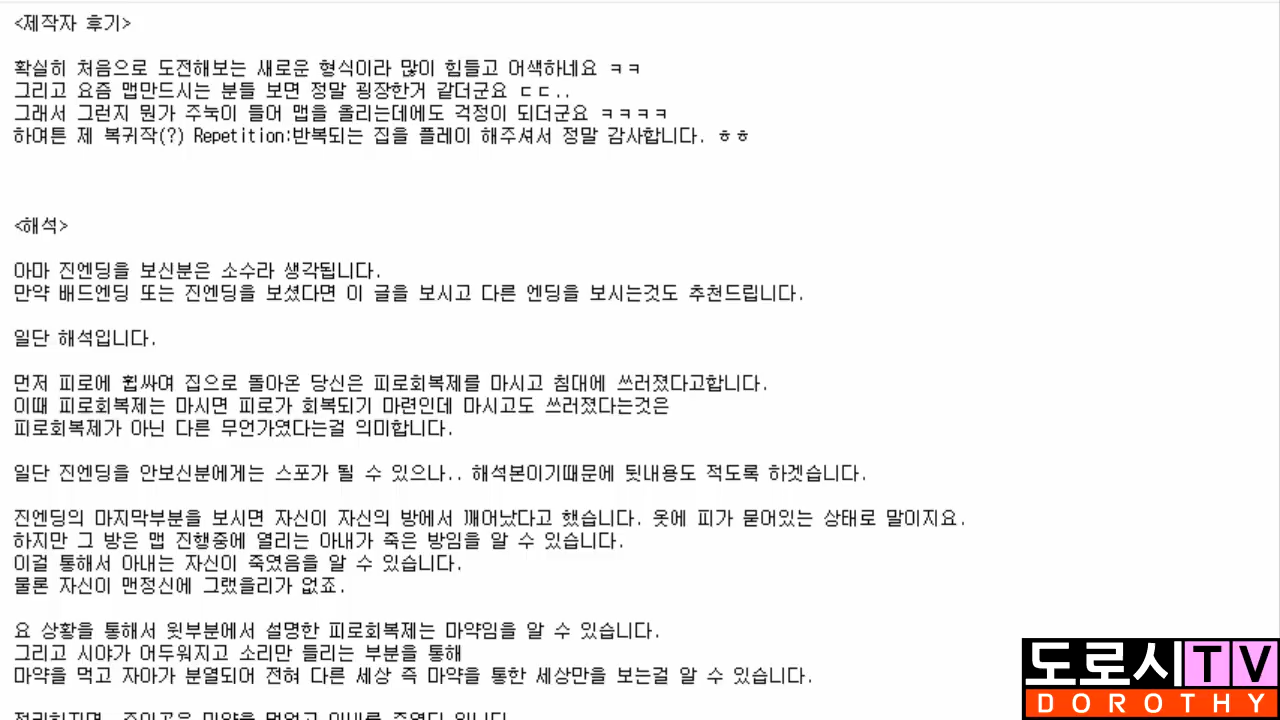 <제작자 후기>
확실히 처음으로 도전해보는 새로운 형식이라 많이 힘들고 어색하네요 ㅋㅋ
그리고 요즘 맵만드시는 분들 보면 정말 굉장한거 같더군요 ㄷㄷ..
그래서 그런지 뭔가 주눅이 들어 맵을 올리는데에도 걱정이 되더군요 ㅋㅋㅋㅋ
하여튼 제 복귀작(?) Repetition:반복되는 집을 플레이 해주셔서 정말 감사합니다. ㅎㅎ
<해석>
아마 진엔딩을 보신분은 소수라 생각됩니다.
만약 배드엔딩 또는 진엔딩을 보셨다면 이 글을 보시고 다른 엔딩을 보시는것도 추천드립니다.
일단 해석입니다.
먼저 피로에 휩싸여 집으로 돌아온 당신은 피로회복제를 마시고 침대에 쓰러졌다고합니다.
이때 피로회복제는 마시면 피로가 회복되기 마련인데 마시고도 쓰러졌다는것은
피로회복제가 아닌 다른 무언가였다는걸 의미합니다.
일단 진엔딩을 안보신분에게는 스포가 될 수 있으나.. 해석본이기때문에 뒷내용도 적도록 하겟습니다.
진엔딩의 마지막부분을 보시면 자신이 자신의 방에서 깨어났다고 했습니다. 옷에 피가 묻어있는 상태로 말이지요.
하지만 그 방은 맵 진행중에 열리는 아내가 죽은 방임을 알 수 있습니다.
이걸 통해서 아내는 자신이 죽였음을 알 수 있습니다.
물론 자신이 맨정신에 그랬을리가 없죠.
요 상황을 통해서 윗부분에서 설명한 피로회복제는 마약임을 알 수 있습니다.
그리고 시야가 어두워지고 소리만 들리는 부분을 통해
마약을 먹고 자아가 분열되어 전혀 다른 세상 즉 마약을 통한 세상만을 보는걸 알 수 있습니다.
도로시TV
DOROTHY